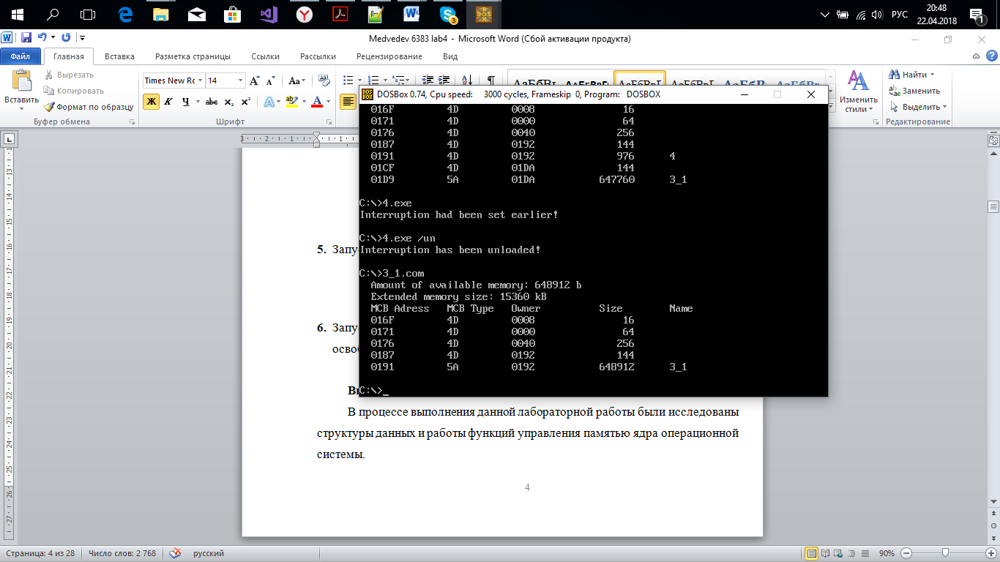 РУС
20:48
22.04.2018
3
1
Medvedev 6383 lab4 - Microsoft Word (Сбой активации продукта)
Файл Главная Вставка Разметка страницы Ссылки Рассылки Рецензирование Вид
Вставить
Вырезать
Копировать
Формат по образцу
Буфер обмена
Times New Ro 14
Ж К Ч abc x₂ x²
Шрифт
АаБбВı АаБбВвГг АаБбВвГ АаБбВвГ АаБбВ АаБбВвГ
Изменить
стили
Найти
Заменить
Выделить
Редактирование
DOSBox 0.74, Cpu speed: 3000 cycles, Frameskip 0, Program: DOSBOX
016F 4D 0008 16
0171 4D 0000 64
0176 4D 0040 256
0187 4D 0192 144
0191 4D 0192 976 4
01CF 4D 01DA 144
01D9 5A 01DA 647760 3_1
C:\>4.exe
Interruption had been set earlier!
C:\>4.exe /un
Interruption has been unloaded!
C:\>3_1.com
Amount of available memory: 648912 b
Extended memory size: 15360 kB
MCB Adress MCB Type Owner Size Name
016F 4D 0008 16
0171 4D 0000 64
0176 4D 0040 256
0187 4D 0192 144
0191 5A 0192 648912 3_1
C:\>_
5. Запу
6. Запу
осво
В процессе выполнения данной лабораторной работы были исследованы
структуры данных и работы функций управления памятью ядра операционной
системы.
4
Страница: 4 из 28 Число слов: 2 768 русский 90%